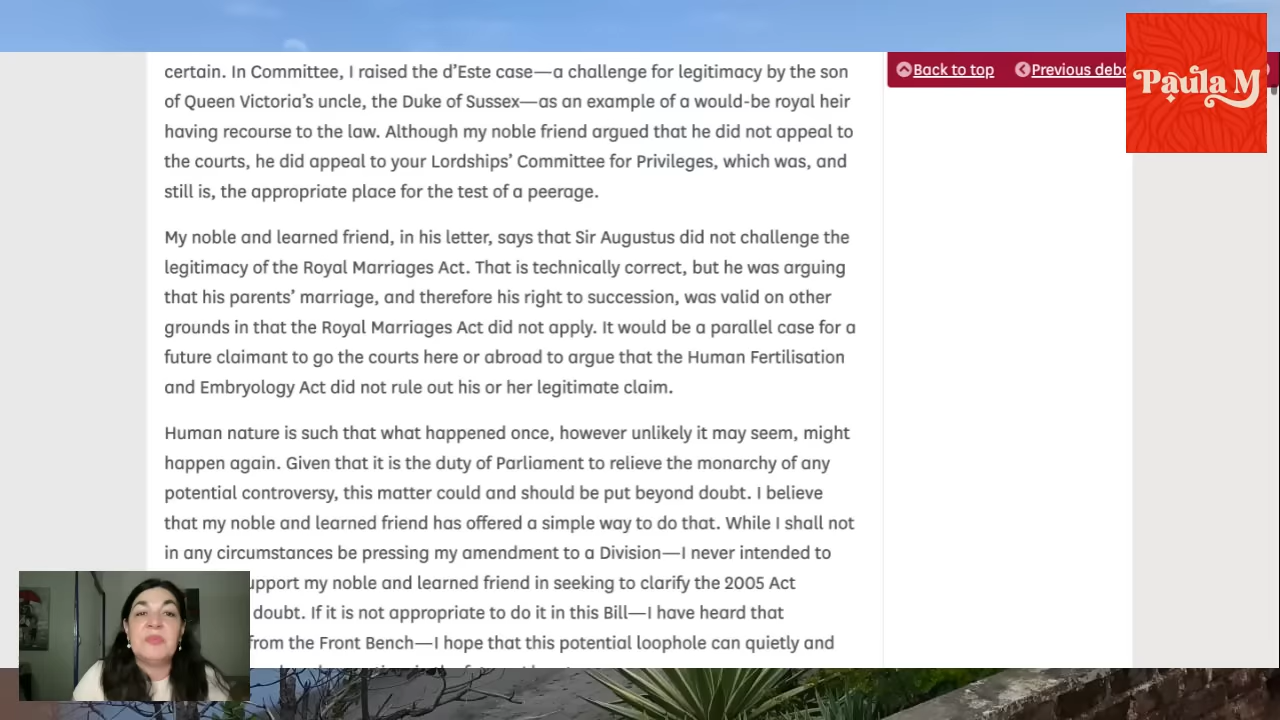 certain. In Committee, I raised the d’Este case—a challenge for legitimacy by the son
of Queen Victoria’s uncle, the Duke of Sussex—as an example of a would-be royal heir
having recourse to the law. Although my noble friend argued that he did not appeal to
the courts, he did appeal to your Lordships’ Committee for Privileges, which was, and
still is, the appropriate place for the test of a peerage.
My noble and learned friend, in his letter, says that Sir Augustus did not challenge the
legitimacy of the Royal Marriages Act. That is technically correct, but he was arguing
that his parents’ marriage, and therefore his right to succession, was valid on other
grounds in that the Royal Marriages Act did not apply. It would be a parallel case for a
future claimant to go the courts here or abroad to argue that the Human Fertilisation
and Embryology Act did not rule out his or her legitimate claim.
Human nature is such that what happened once, however unlikely it may seem, might
happen again. Given that it is the duty of Parliament to relieve the monarchy of any
potential controversy, this matter could and should be put beyond doubt. I believe
that my noble and learned friend has offered a simple way to do that. While I shall not
in any circumstances be pressing my amendment to a Division—I never intended to
upport my noble and learned friend in seeking to clarify the 2005 Act
doubt. If it is not appropriate to do it in this Bill—I have heard that
from the Front Bench—I hope that this potential loophole can quietly and
Back to top
Previous deba
Paula M